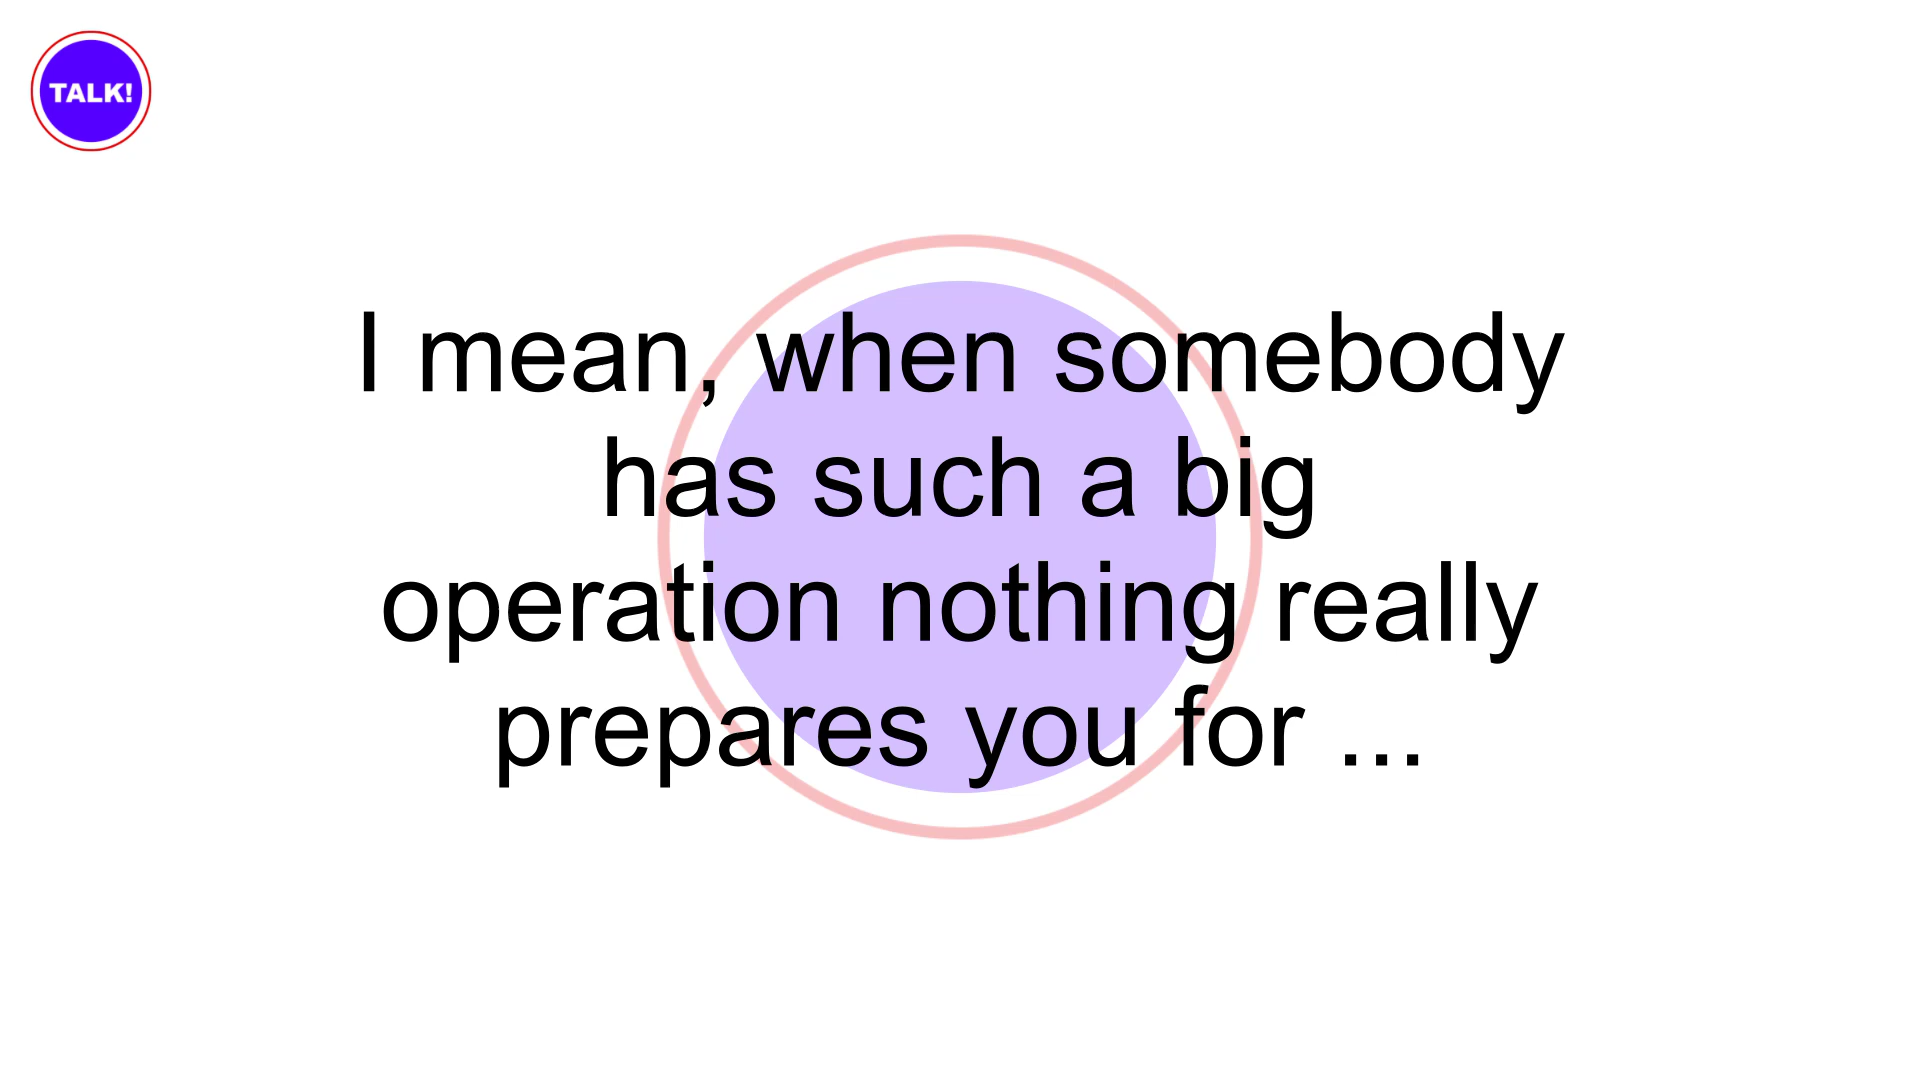 TALK!
I mean, when somebody
has such a big
operation nothing really
prepares you for ...